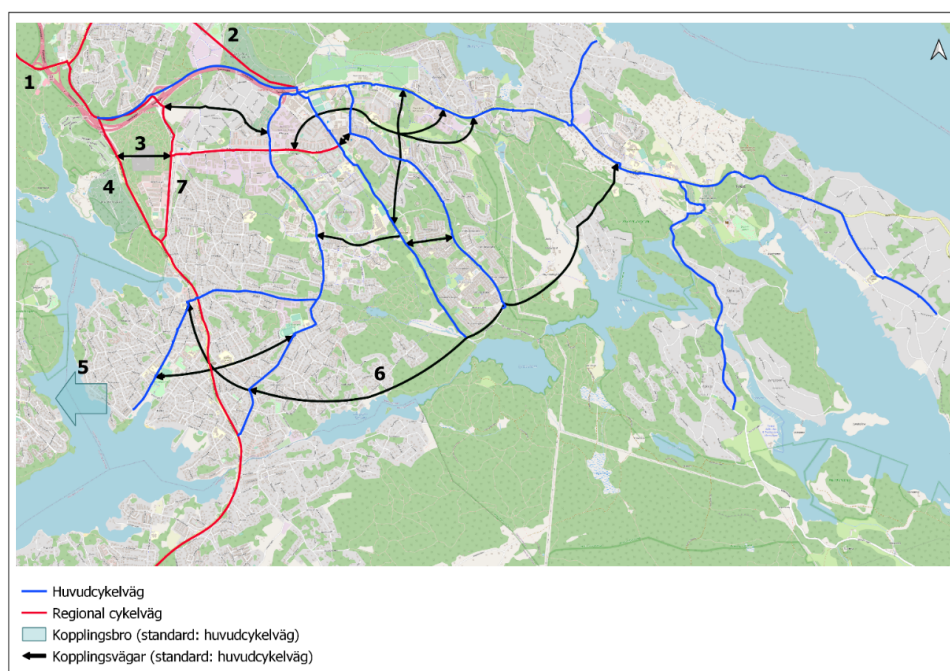 1
2
3
4
7
5
6
Huvudcykelväg
Regional cykelväg
Kopplingsbro (standard: huvudcykelväg)
Kopplingsvägar (standard: huvudcykelväg)